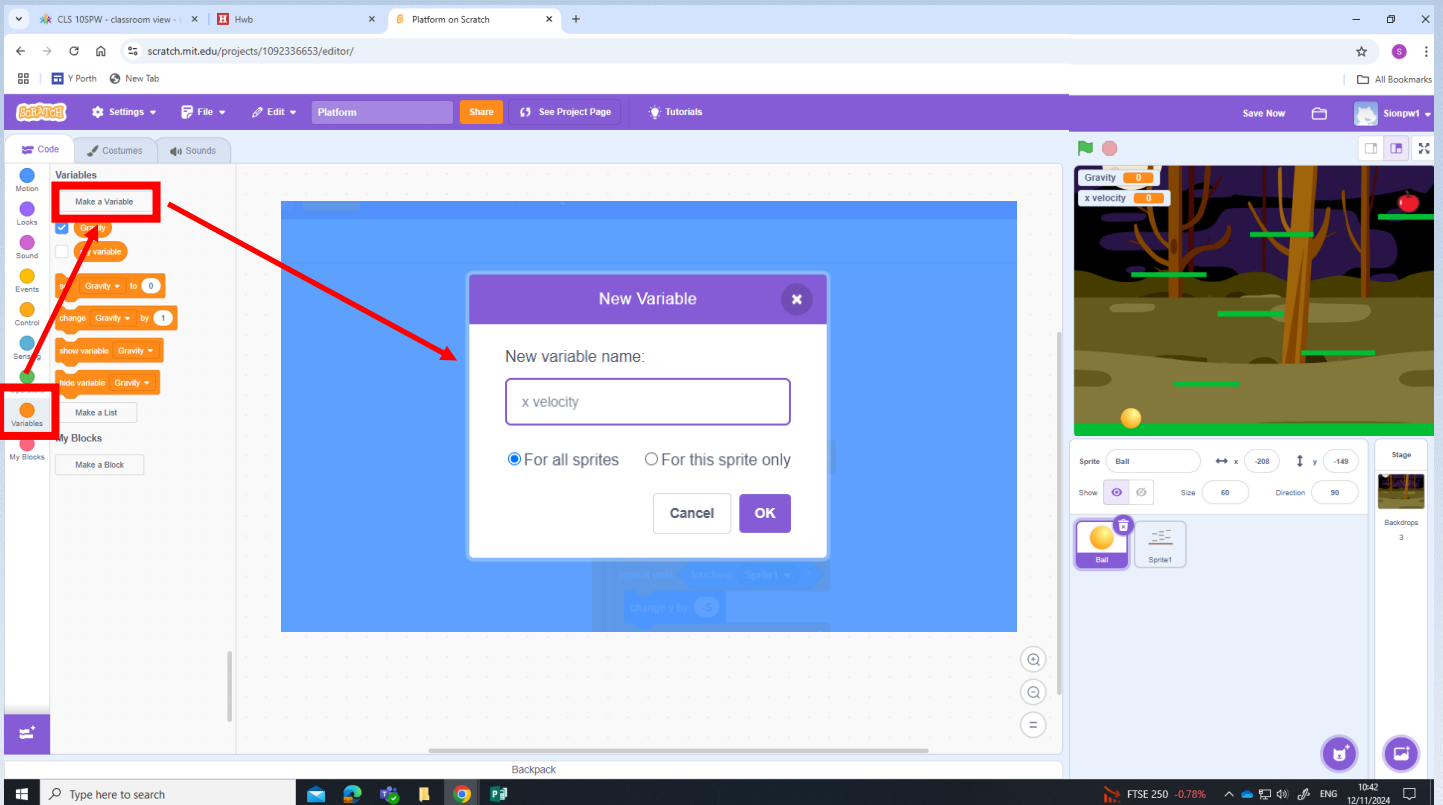 CLS 10SPW - classroom view -
Hwb
Platform on Scratch
scratch.mit.edu/projects/1092336653/editor/
S
Y Porth
New Tab
All Bookmarks
SCRATCH
Settings
File
Edit
Platform
Share
See Project Page
Tutorials
Save Now
Sionpw1
Code
Costumes
Sounds
Motion
Looks
Sound
Events
Control
Variables
My Blocks
Variables
Make a Variable
Gravity
variable
Gravity to 0
change Gravity by 1
show variable Gravity
hide variable Gravity
Make a List
My Blocks
Make a Block
New Variable
New variable name:
x velocity
For all sprites
For this sprite only
Cancel
OK
repeat until touching Sprite1 ?
change y by -5
Backpack
Gravity 0
x velocity 0
Sprite Ball x -208 y -149
Show Size 60 Direction 90
Ball
Sprite1
Stage
Backdrops
3
Type here to search
FTSE 250 -0.78%
ENG
10:42
12/11/2024